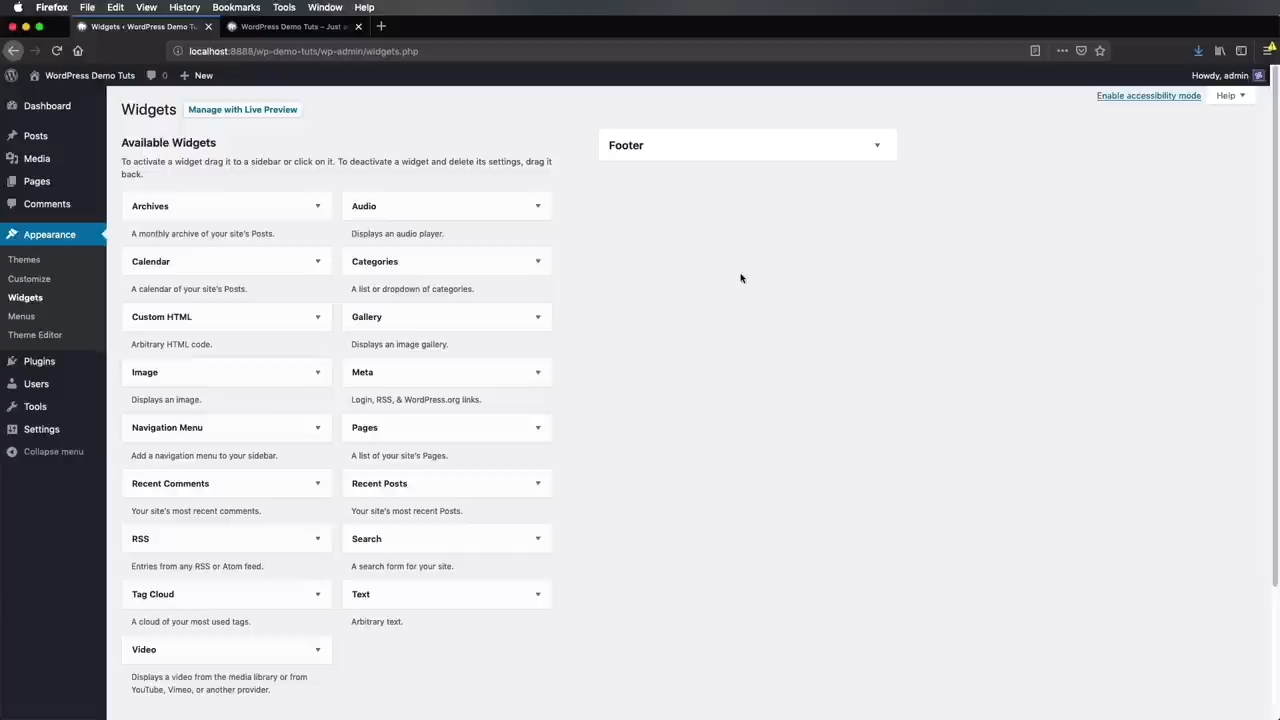 Firefox File Edit View History Bookmarks Tools Window Help
Widgets ‹ WordPress Demo T
WordPress Demo Tuts – Just
localhost:8888/wp-demo-tuts/wp-admin/widgets.php
WordPress Demo Tuts 0 New
Howdy, admin
Dashboard
Posts
Media
Pages
Comments
Appearance
Themes
Customize
Widgets
Menus
Theme Editor
Plugins
Users
Tools
Settings
Collapse menu
Enable accessibility mode
Help
Widgets
Manage with Live Preview
Available Widgets
To activate a widget drag it to a sidebar or click on it. To deactivate a widget and delete its settings, drag it
back.
Archives
A monthly archive of your site's Posts.
Audio
Displays an audio player.
Calendar
A calendar of your site's Posts.
Categories
A list or dropdown of categories.
Custom HTML
Arbitrary HTML code.
Gallery
Displays an image gallery.
Image
Displays an image.
Meta
Login, RSS, & WordPress.org links.
Navigation Menu
Add a navigation menu to your sidebar.
Pages
A list of your site's Pages.
Recent Comments
Your site's most recent comments.
Recent Posts
Your site's most recent Posts.
RSS
Entries from any RSS or Atom feed.
Search
A search form for your site.
Tag Cloud
A cloud of your most used tags.
Text
Arbitrary text.
Video
Displays a video from the media library or from
YouTube, Vimeo, or another provider.
Footer